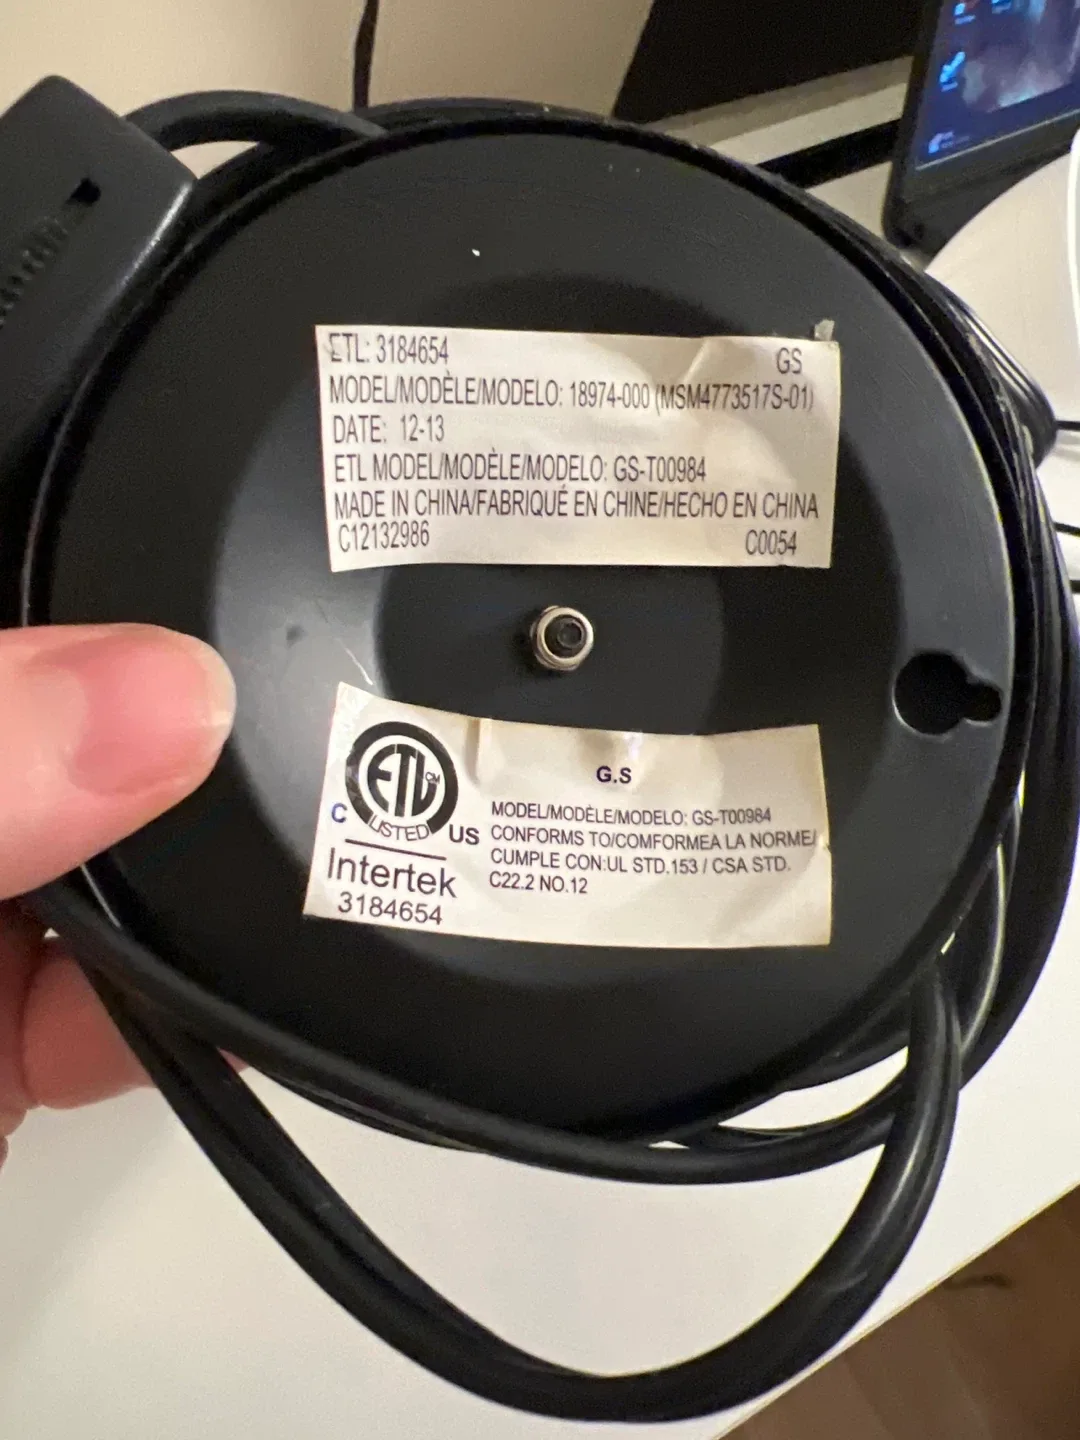 ETL: 3184654 GS
MODEL/MODÈLE/MODELO: 18974-000 (MSM4773517S-01)
DATE: 12-13
ETL MODEL/MODÈLE/MODELO: GS-T00984
MADE IN CHINA/FABRIQUÉ EN CHINE/HECHO EN CHINA
C12132986 C0054
ETL CM
LISTED
C US
Intertek
3184654
G.S
MODEL/MODÈLE/MODELO: GS-T00984
CONFORMS TO/COMFORMEA LA NORME/
CUMPLE CON:UL STD.153 / CSA STD.
C22.2 NO.12